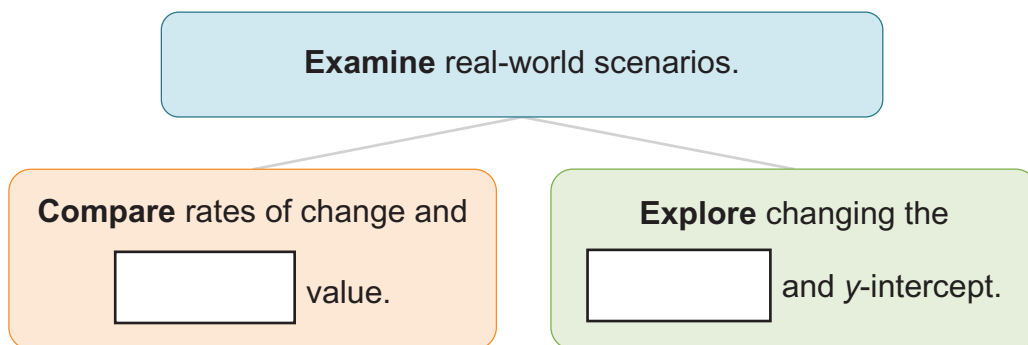 Examine real-world scenarios.
Compare rates of change and
value.
Explore changing the
and y-intercept.